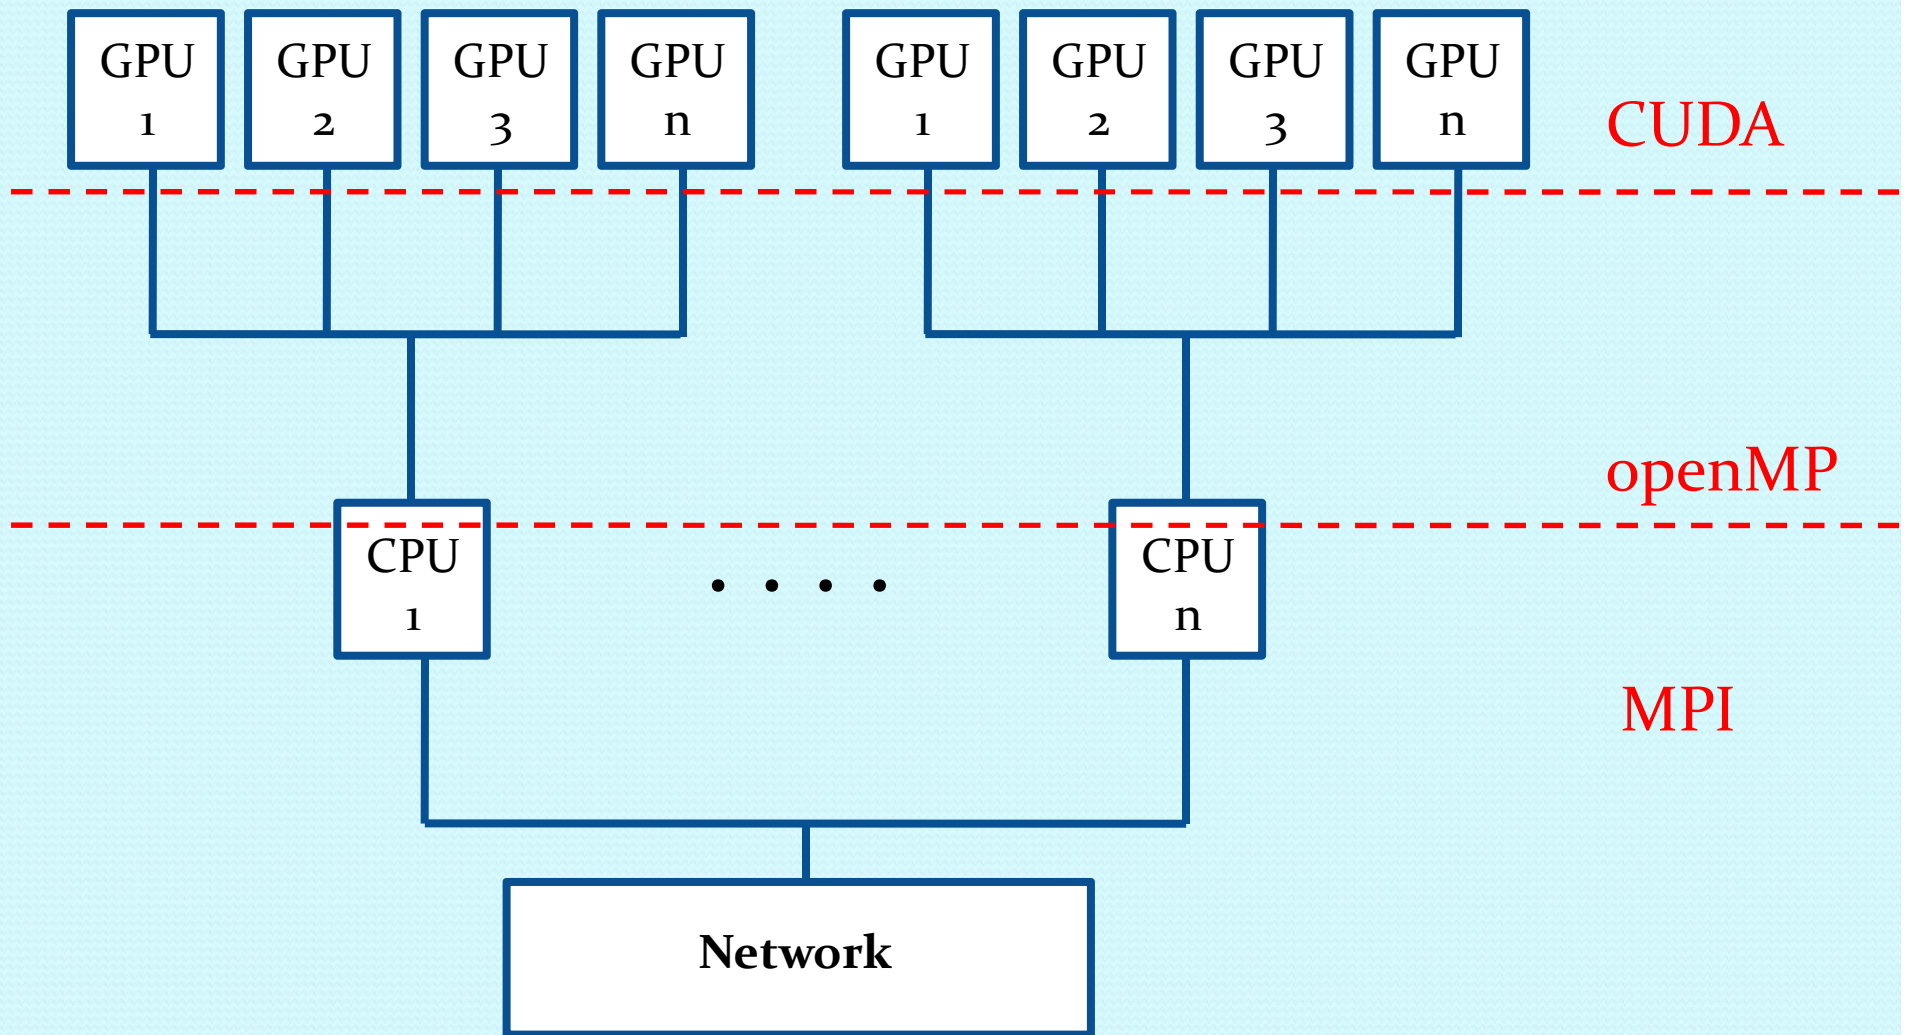 GPU
1
GPU
2
GPU
3
GPU
n
GPU
1
GPU
2
GPU
3
GPU
n
CUDA
openMP
CPU
1
. . . .
CPU
n
MPI
Network